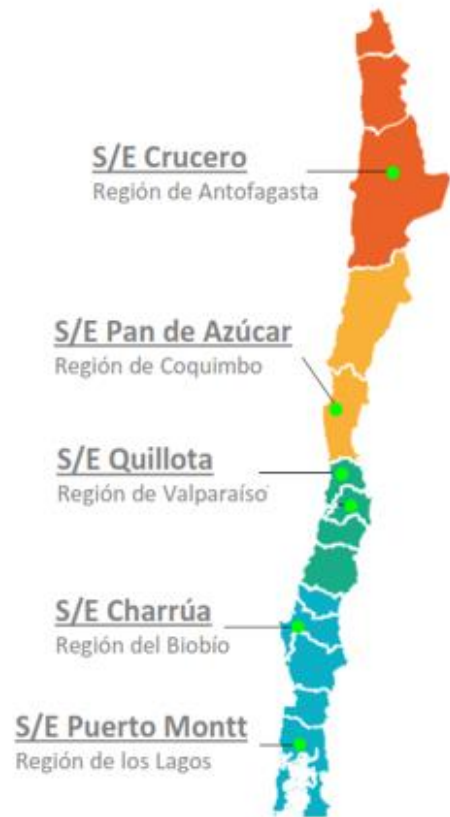 S/E Crucero
Región de Antofagasta
S/E Pan de Azúcar
Región de Coquimbo
S/E Quillota
Región de Valparaíso
S/E Charrúa
Región del Biobío
S/E Puerto Montt
Región de los Lagos